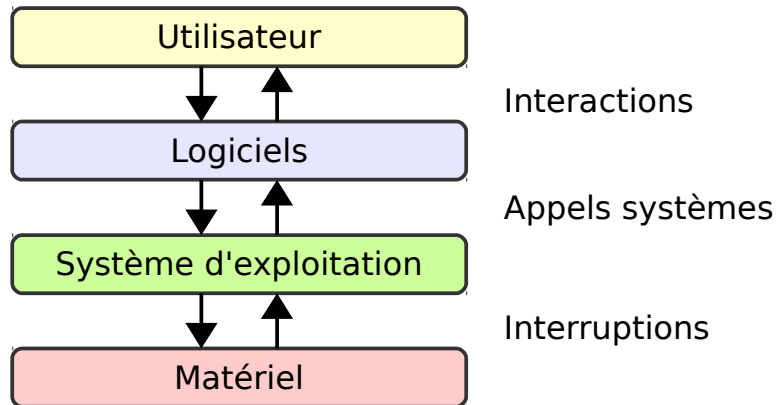 Utilisateur
Interactions
Logiciels
Appels systèmes
Système d'exploitation
Interruptions
Matériel